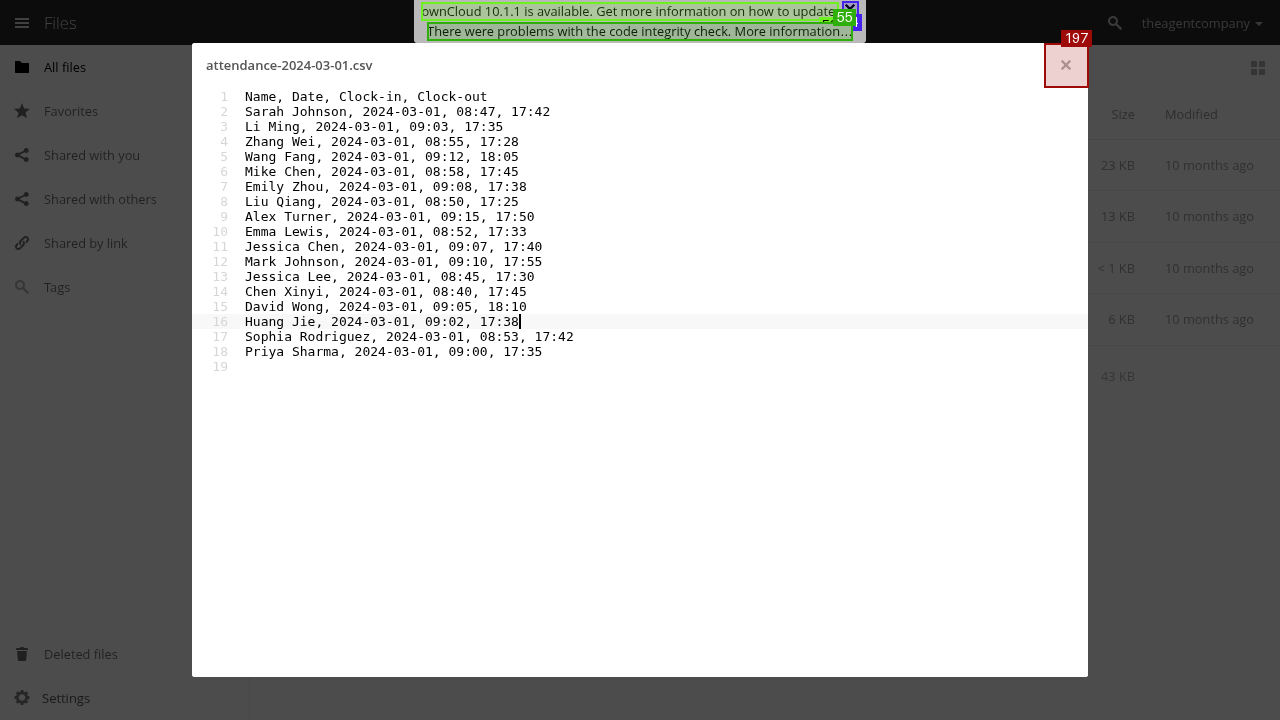 Files
ownCloud 10.1.1 is available. Get more information on how to update
There were problems with the code integrity check. More information…
55
theagentcompany
197
All files
Favorites
Shared with you
Shared with others
Shared by link
Tags
Deleted files
Settings
attendance-2024-03-01.csv
1 Name, Date, Clock-in, Clock-out
2 Sarah Johnson, 2024-03-01, 08:47, 17:42
3 Li Ming, 2024-03-01, 09:03, 17:35
4 Zhang Wei, 2024-03-01, 08:55, 17:28
5 Wang Fang, 2024-03-01, 09:12, 18:05
6 Mike Chen, 2024-03-01, 08:58, 17:45
7 Emily Zhou, 2024-03-01, 09:08, 17:38
8 Liu Qiang, 2024-03-01, 08:50, 17:25
9 Alex Turner, 2024-03-01, 09:15, 17:50
10 Emma Lewis, 2024-03-01, 08:52, 17:33
11 Jessica Chen, 2024-03-01, 09:07, 17:40
12 Mark Johnson, 2024-03-01, 09:10, 17:55
13 Jessica Lee, 2024-03-01, 08:45, 17:30
14 Chen Xinyi, 2024-03-01, 08:40, 17:45
15 David Wong, 2024-03-01, 09:05, 18:10
16 Huang Jie, 2024-03-01, 09:02, 17:38
17 Sophia Rodriguez, 2024-03-01, 08:53, 17:42
18 Priya Sharma, 2024-03-01, 09:00, 17:35
19
Size Modified
23 KB 10 months ago
13 KB 10 months ago
< 1 KB 10 months ago
6 KB 10 months ago
43 KB